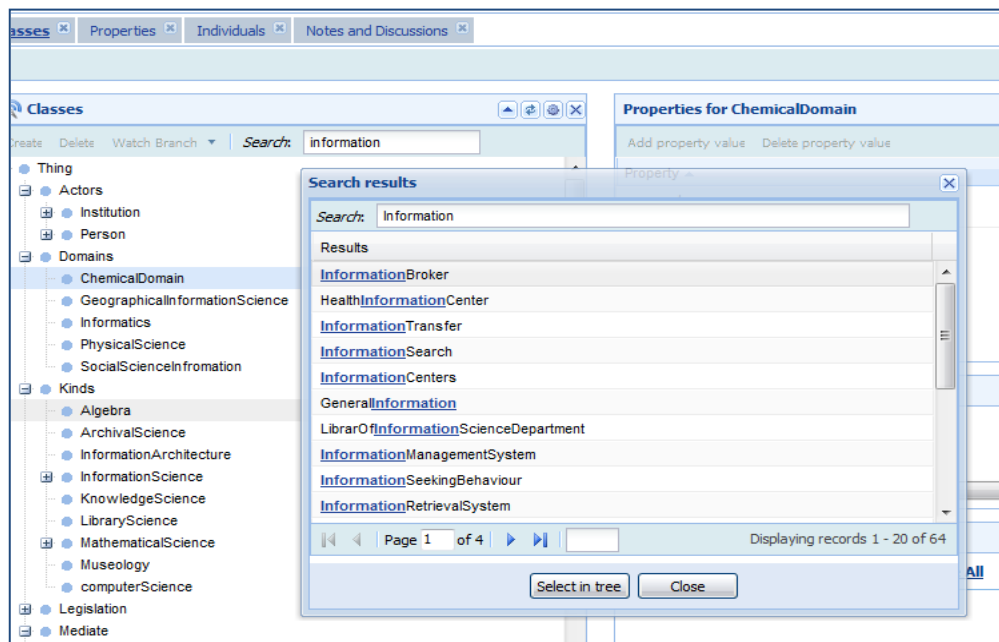 asses Properties Individuals Notes and Discussions
Classes
Properties for ChemicalDomain
Create Delete Watch Branch Search: information
Add property value Delete property value
Property
Thing
Actors
Institution
Person
Domains
ChemicalDomain
GeographicalInformationScience
Informatics
PhysicalScience
SocialScienceInfromation
Kinds
Algebra
ArchivalScience
InformationArchitecture
InformationScience
KnowledgeScience
LibraryScience
MathematicalScience
Museology
computerScience
Legislation
Mediate
Search results
Search: Information
Results
InformationBroker
HealthInformationCenter
InformationTransfer
InformationSearch
InformationCenters
GeneralInformation
LibrarOfInformationScienceDepartment
InformationManagementSystem
InformationSeekingBehaviour
InformationRetrievalSystem
Page 1 of 4 Displaying records 1 - 20 of 64
Select in tree Close
All